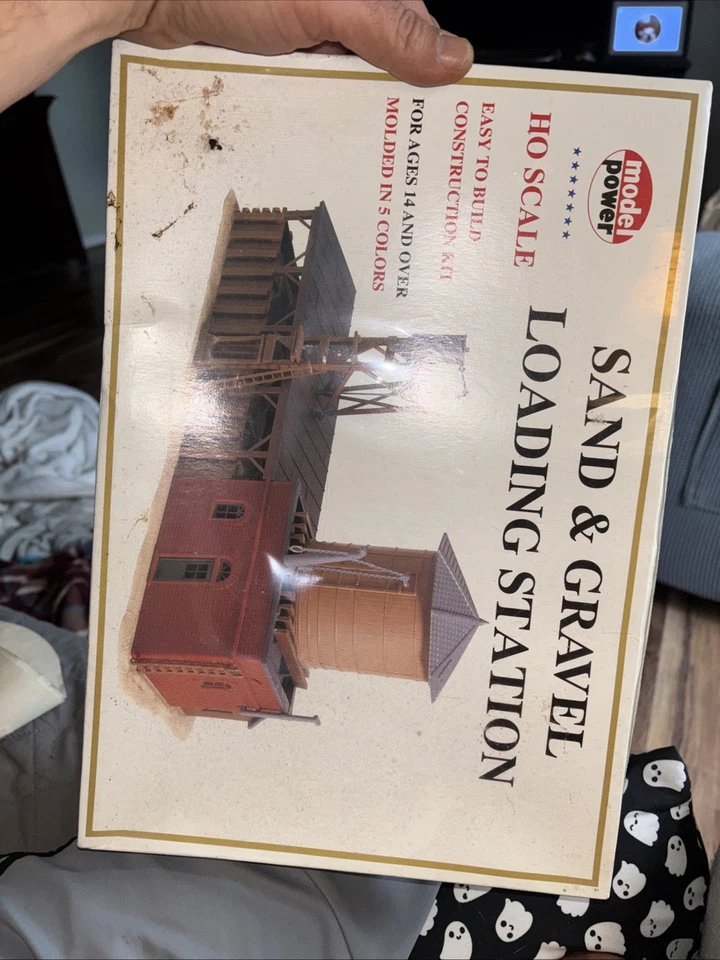 model
power
SAND & GRAVEL
LOADING STATION
HO SCALE
EASY TO BUILD
CONSTRUCTION KIT
FOR AGES 14 AND OVER
MOLDED IN 5 COLORS